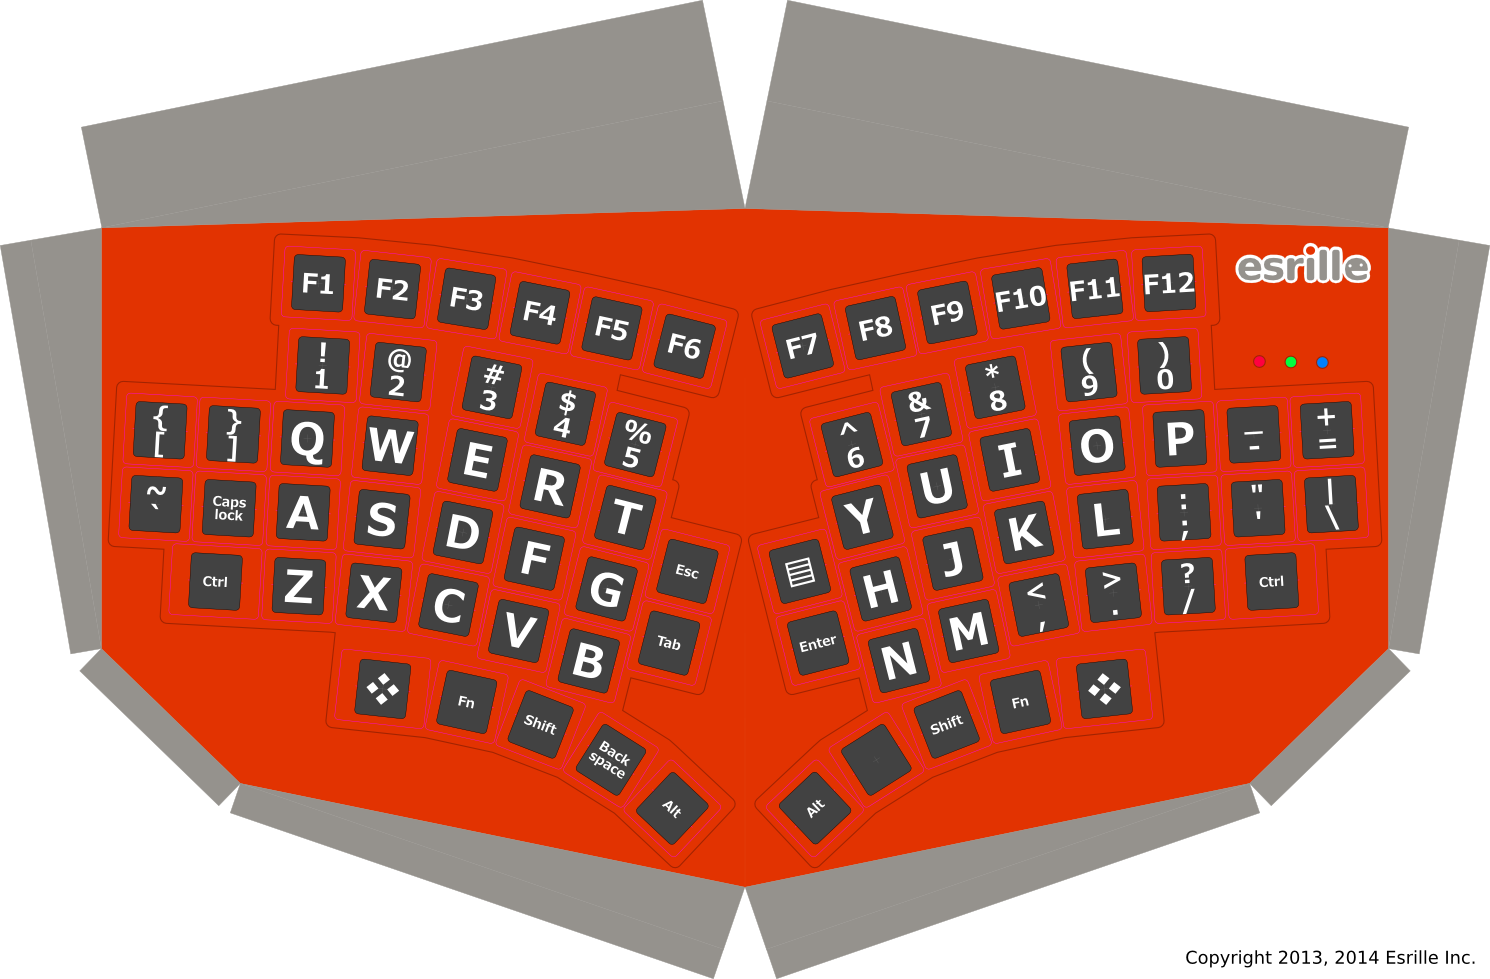 esrille
F1 F2 F3 F4 F5 F6 F7 F8 F9 F10 F11 F12
! @ # $ % ^ & * ( )
1 2 3 4 5 6 7 8 9 0
{ } Q W E R T Y U I O P _ +
[ ] - =
~ Caps A S D F G Esc H J K L : " |
` lock ; ' \
Ctrl Z X C V B Tab Enter N M < > ? Ctrl
, . /
Fn Shift Back Alt Alt Shift Fn
space
Copyright 2013, 2014 Esrille Inc.